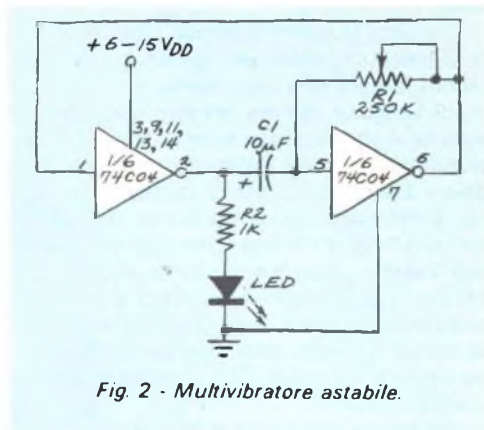 +6-15VDD
3,9,11,
13,14
1
1/6
74C04
2
C1
10µF
+
5
1/6
74C04
6
7
R1
250K
R2
1K
LED
Fig. 2 - Multivibratore astabile.